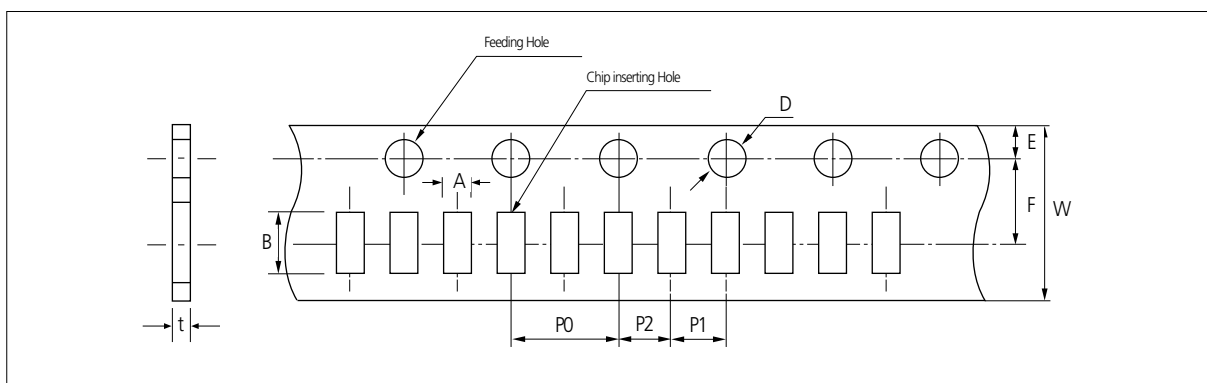 Feeding Hole
Chip inserting Hole
D
E
A
F
W
B
t
P0 P2 P1